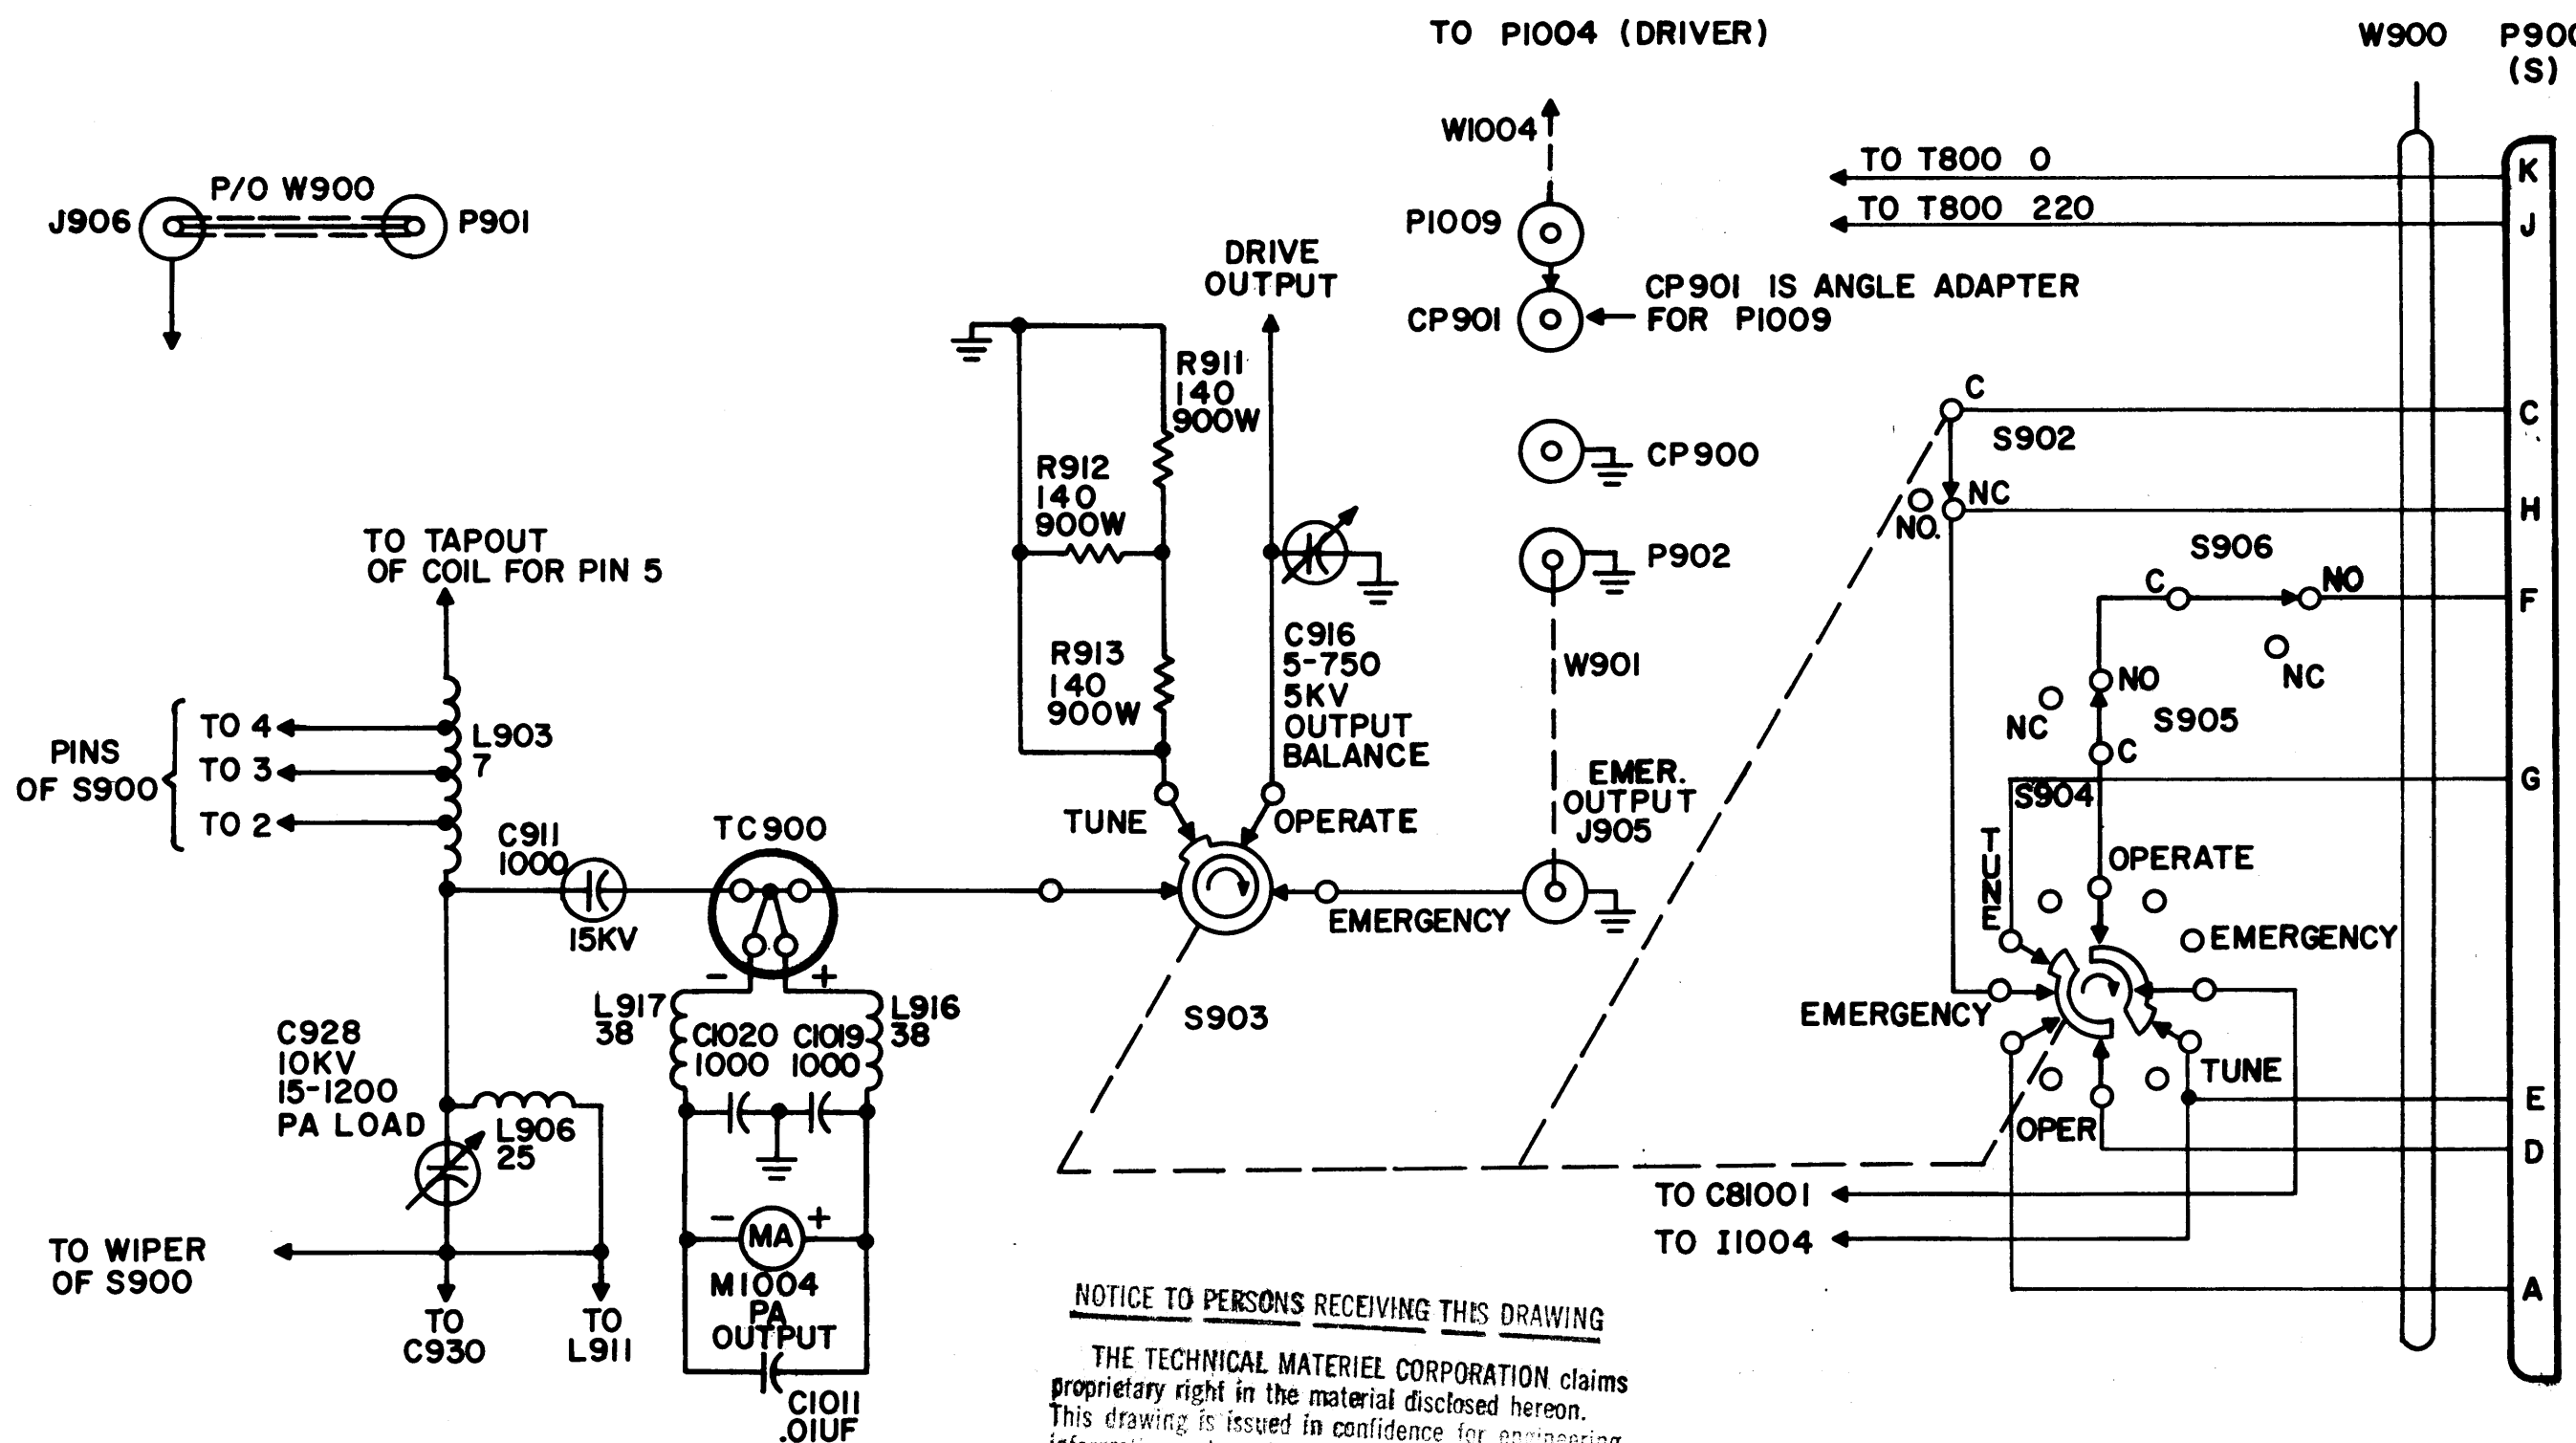 TO P1004 (DRIVER)
W900
P900
(S)
W1004
TO T800 0
K
P/O W900
J906
P901
P1009
TO T800 220
J
DRIVE
OUTPUT
CP901 IS ANGLE ADAPTER
FOR P1009
CP901
R911
140
900W
C
C
S902
CP900
R912
140
900W
NC
NO.
H
TO TAPOUT
OF COIL FOR PIN 5
P902
S906
C
NO
F
NC
C916
5-750
5KV
OUTPUT
BALANCE
R913
140
900W
W901
NO
NC
S905
C
PINS
OF S900
TO 4
TO 3
TO 2
L903
7
EMER.
OUTPUT
J905
G
S904
C911
1000
15KV
TC900
TUNE
OPERATE
EMERGENCY
TUNE
OPERATE
EMERGENCY
- +
L917
38
L916
38
C1020
1000
C1019
1000
S903
EMERGENCY
C928
10KV
15-1200
PA LOAD
TUNE
E
L906
25
OPER
D
TO C81001
TO I1004
- +
MA
M1004
PA
OUTPUT
TO WIPER
OF S900
A
TO
C930
TO
L911
C1011
.01UF
NOTICE TO PERSONS RECEIVING THIS DRAWING
THE TECHNICAL MATERIEL CORPORATION claims
proprietary right in the material disclosed hereon.
This drawing is issued in confidence for engineering